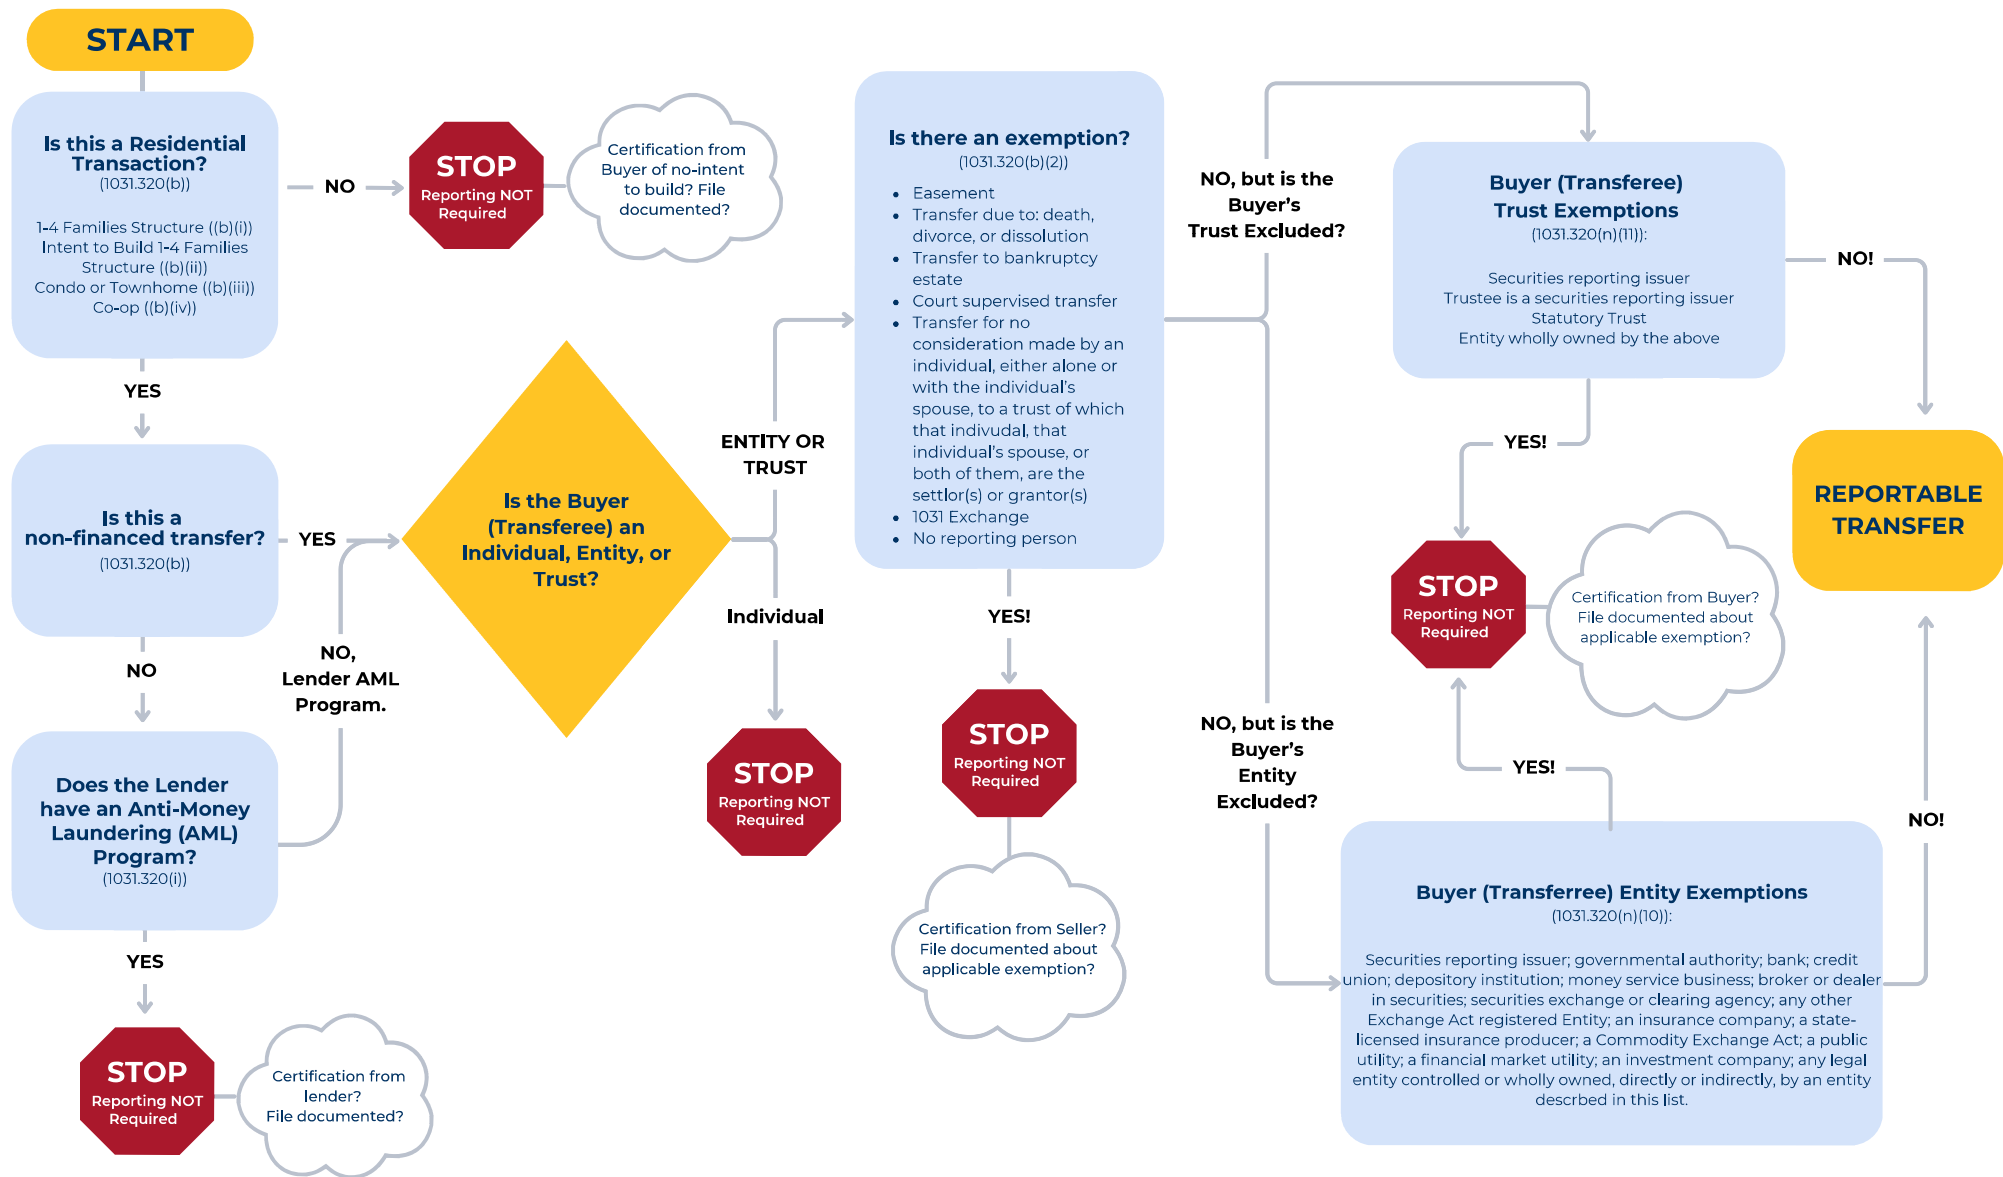 START
Is this a Residential
Transaction?
(1031.320(b))
1-4 Families Structure ((b)(i))
Intent to Build 1-4 Families
Structure ((b)(ii))
Condo or Townhome ((b)(iii))
Co-op ((b)(iv))
NO
STOP
Reporting NOT
Required
Certification from
Buyer of no-intent
to build? File
documented?
YES
Is this a
non-financed transfer?
(1031.320(b))
YES
NO
NO,
Lender AML
Program.
Does the Lender
have an Anti-Money
Laundering (AML)
Program?
(1031.320(i))
YES
STOP
Reporting NOT
Required
Certification from
lender?
File documented?
Is the Buyer
(Transferee) an
Individual, Entity, or
Trust?
ENTITY OR
TRUST
Individual
STOP
Reporting NOT
Required
Is there an exemption?
(1031.320(b)(2))
• Easement
• Transfer due to: death,
divorce, or dissolution
• Transfer to bankruptcy
estate
• Court supervised transfer
• Transfer for no
consideration made by an
individual, either alone or
with the individual's
spouse, to a trust of which
that indivudal, that
individual's spouse, or
both of them, are the
settlor(s) or grantor(s)
• 1031 Exchange
• No reporting person
YES!
STOP
Reporting NOT
Required
Certification from Seller?
File documented about
applicable exemption?
NO, but is the
Buyer's
Trust Excluded?
Buyer (Transferee)
Trust Exemptions
(1031.320(n)(11)):
Securities reporting issuer
Trustee is a securities reporting issuer
Statutory Trust
Entity wholly owned by the above
NO!
YES!
STOP
Reporting NOT
Required
Certification from Buyer?
File documented about
applicable exemption?
REPORTABLE
TRANSFER
NO, but is the
Buyer's
Entity
Excluded?
YES!
NO!
Buyer (Transferree) Entity Exemptions
(1031.320(n)(10)):
Securities reporting issuer; governmental authority; bank; credit
union; depository institution; money service business; broker or dealer
in securities; securities exchange or clearing agency; any other
Exchange Act registered Entity; an insurance company; a state-
licensed insurance producer; a Commodity Exchange Act; a public
utility; a financial market utility; an investment company; any legal
entity controlled or wholly owned, directly or indirectly, by an entity
descrbed in this list.